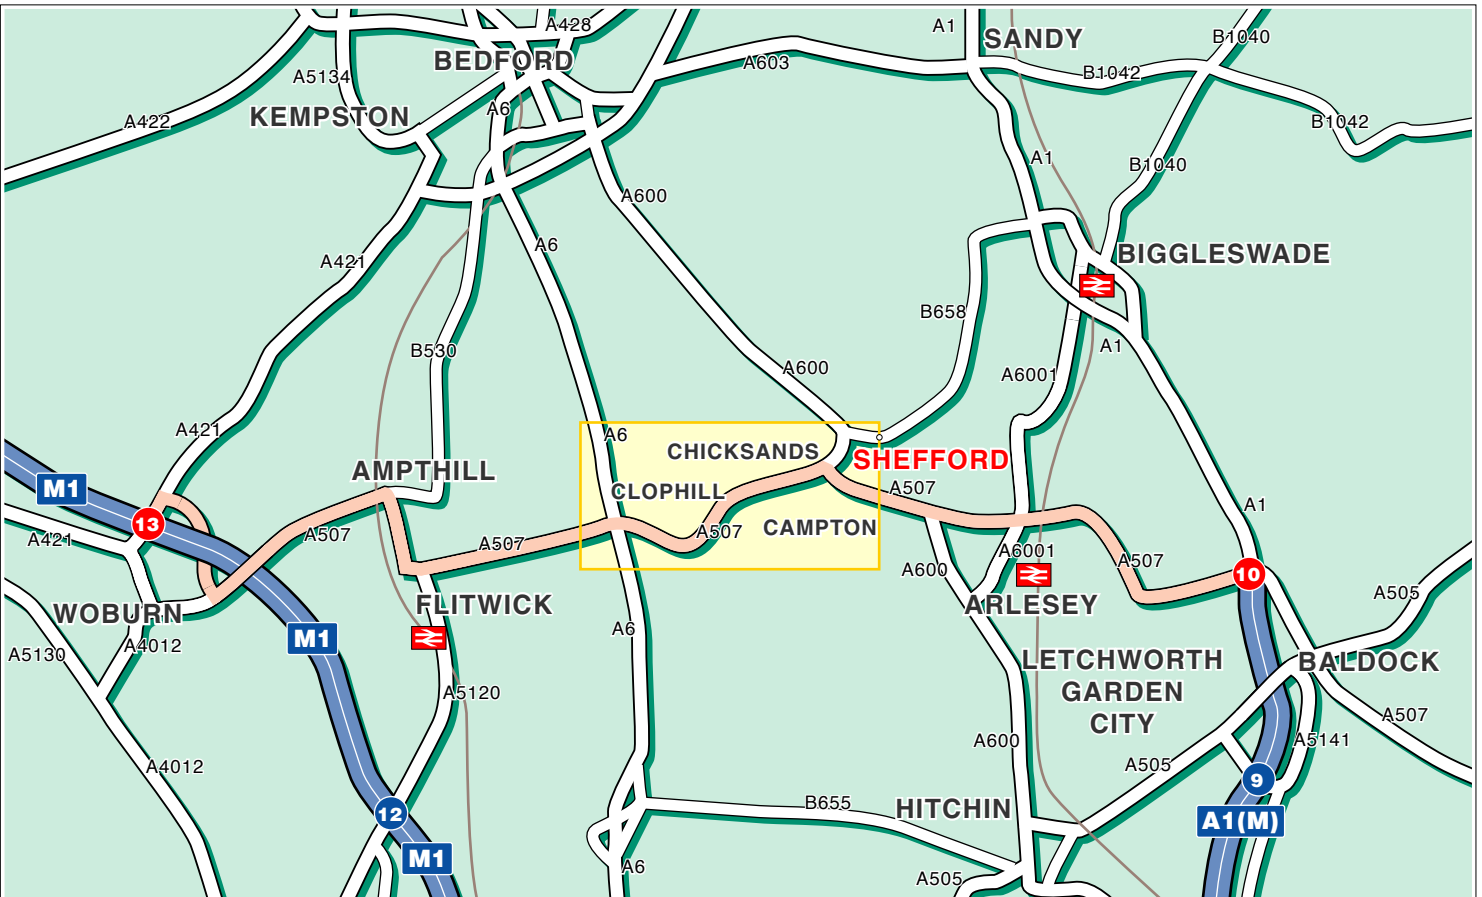 A428
A1
SANDY
B1040
BEDFORD
A603
B1042
A5134
A6
KEMPSTON
A422
B1042
A1
B1040
A600
A6
A421
BIGGLESWADE
B658
A1
B530
A600
A6001
A421
A6
CHICKSANDS
SHEFFORD
AMPTHILL
M1
CLOPHILL
A507
A1
13
A507
A507
A507
CAMPTON
A421
A6001
A507
A600
10
WOBURN
FLITWICK
ARLESEY
A505
M1
A6
A4012
A5130
LETCHWORTH
GARDEN
CITY
BALDOCK
A5120
A507
A600
A5141
A4012
A505
9
B655
HITCHIN
12
A1(M)
M1
A6
A505